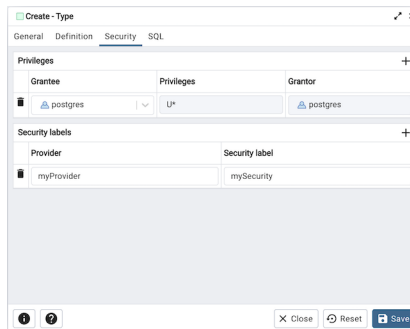 Create - Type
General Definition Security SQL
Privileges
Grantee Privileges Grantor
postgres U* postgres
Security labels
Provider Security label
myProvider mySecurity
Close Reset Save